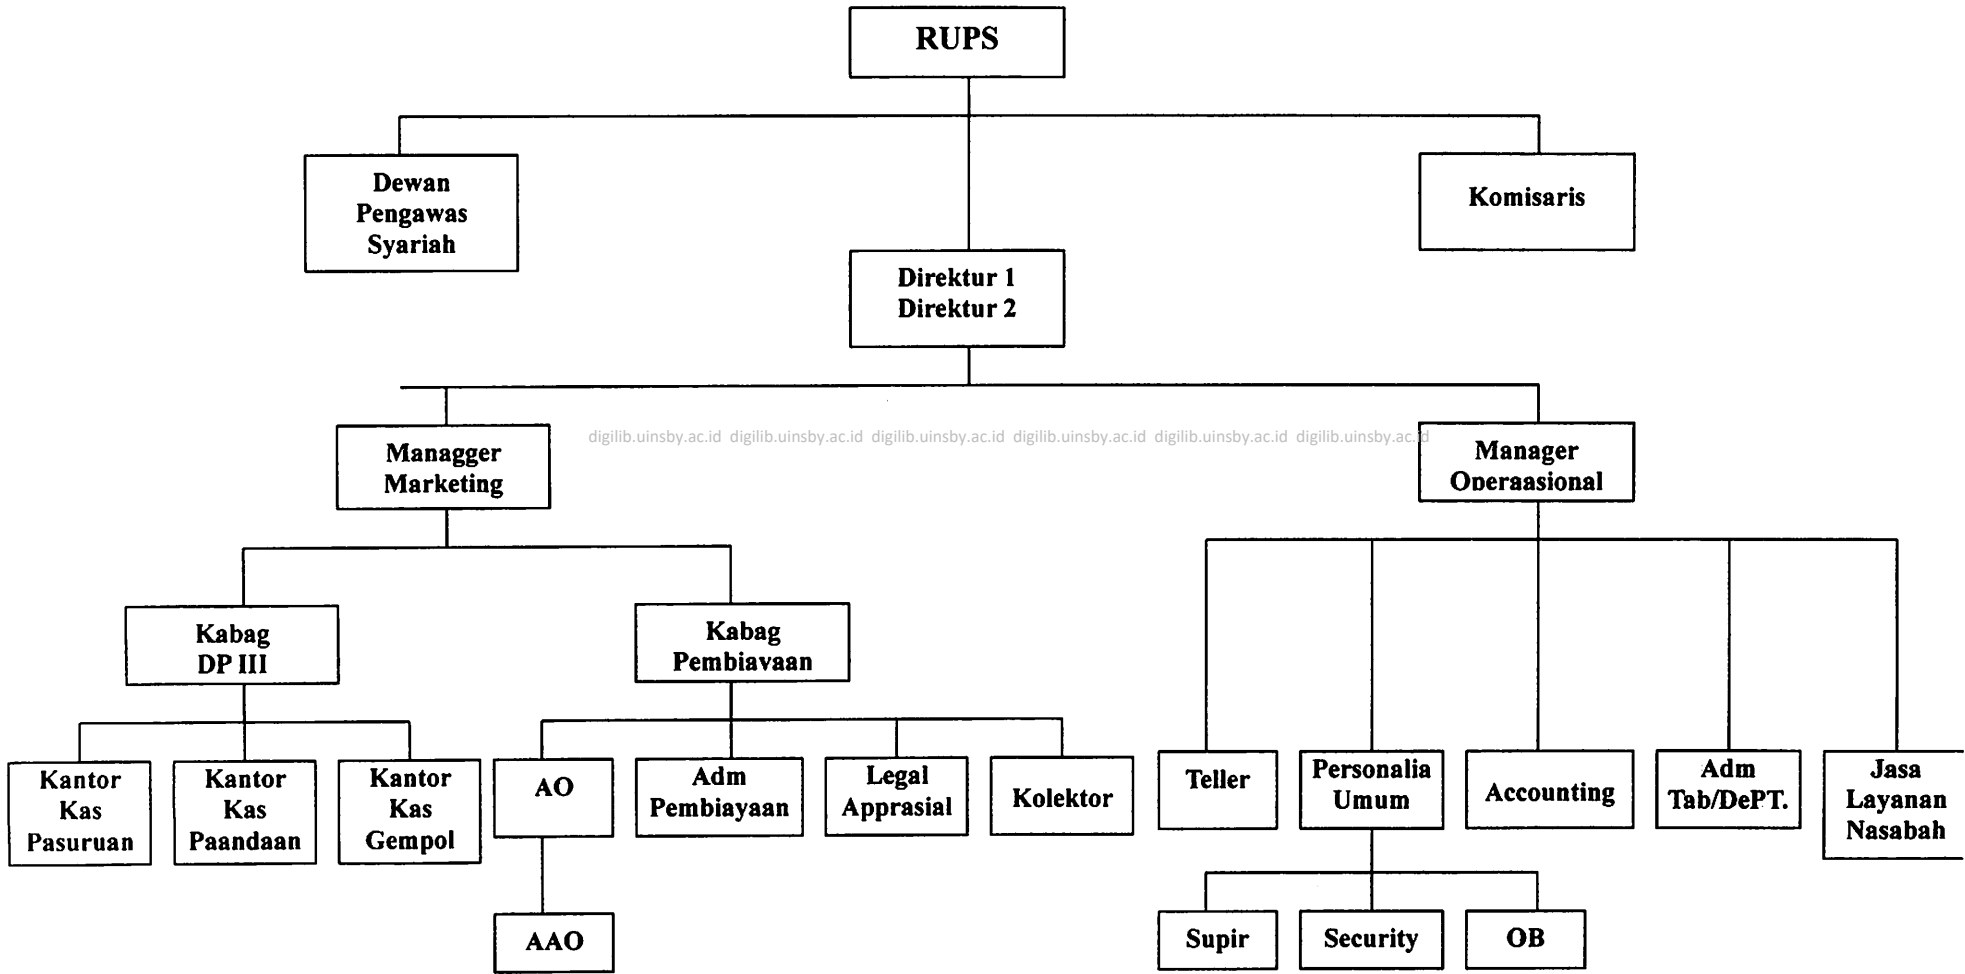 RUPS
Dewan
Pengawas
Syariah
Komisaris
Direktur 1
Direktur 2
digilib.uinsby.ac.id digilib.uinsby.ac.id digilib.uinsby.ac.id digilib.uinsby.ac.id digilib.uinsby.ac.id digilib.uinsby.ac.id
Managger
Marketing
Manager
Operaasional
Kabag
DP III
Kabag
Pembiayaan
Kantor
Kas
Pasuruan
Kantor
Kas
Paandaan
Kantor
Kas
Gempol
AO
Adm
Pembiayaan
Legal
Apprasial
Kolektor
Teller
Personalia
Umum
Accounting
Adm
Tab/DePT.
Jasa
Layanan
Nasabah
AAO
Supir
Security
OB